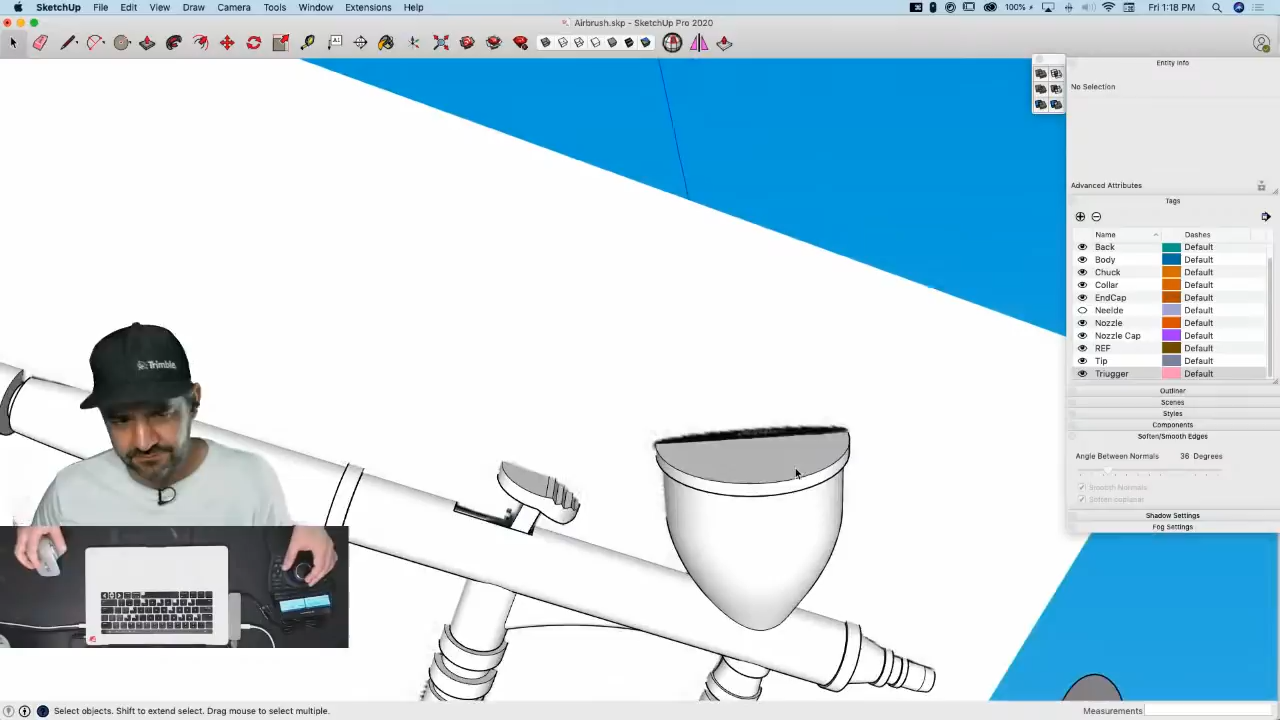 SketchUp File Edit View Draw Camera Tools Window Extensions Help 100% Fri 1:18 PM
Airbrush.skp - SketchUp Pro 2020
A1
Entity Info
No Selection
Advanced Attributes
Tags
Name Dashes
Back Default
Body Default
Chuck Default
Collar Default
EndCap Default
Neelde Default
Nozzle Default
Nozzle Cap Default
REF Default
Tip Default
Triugger Default
Outliner
Scenes
Styles
Components
Soften/Smooth Edges
Angle Between Normals 36 Degrees
Smooth Normals
Soften coplanar
Shadow Settings
Fog Settings
Trimble
Select objects. Shift to extend select. Drag mouse to select multiple.
Measurements